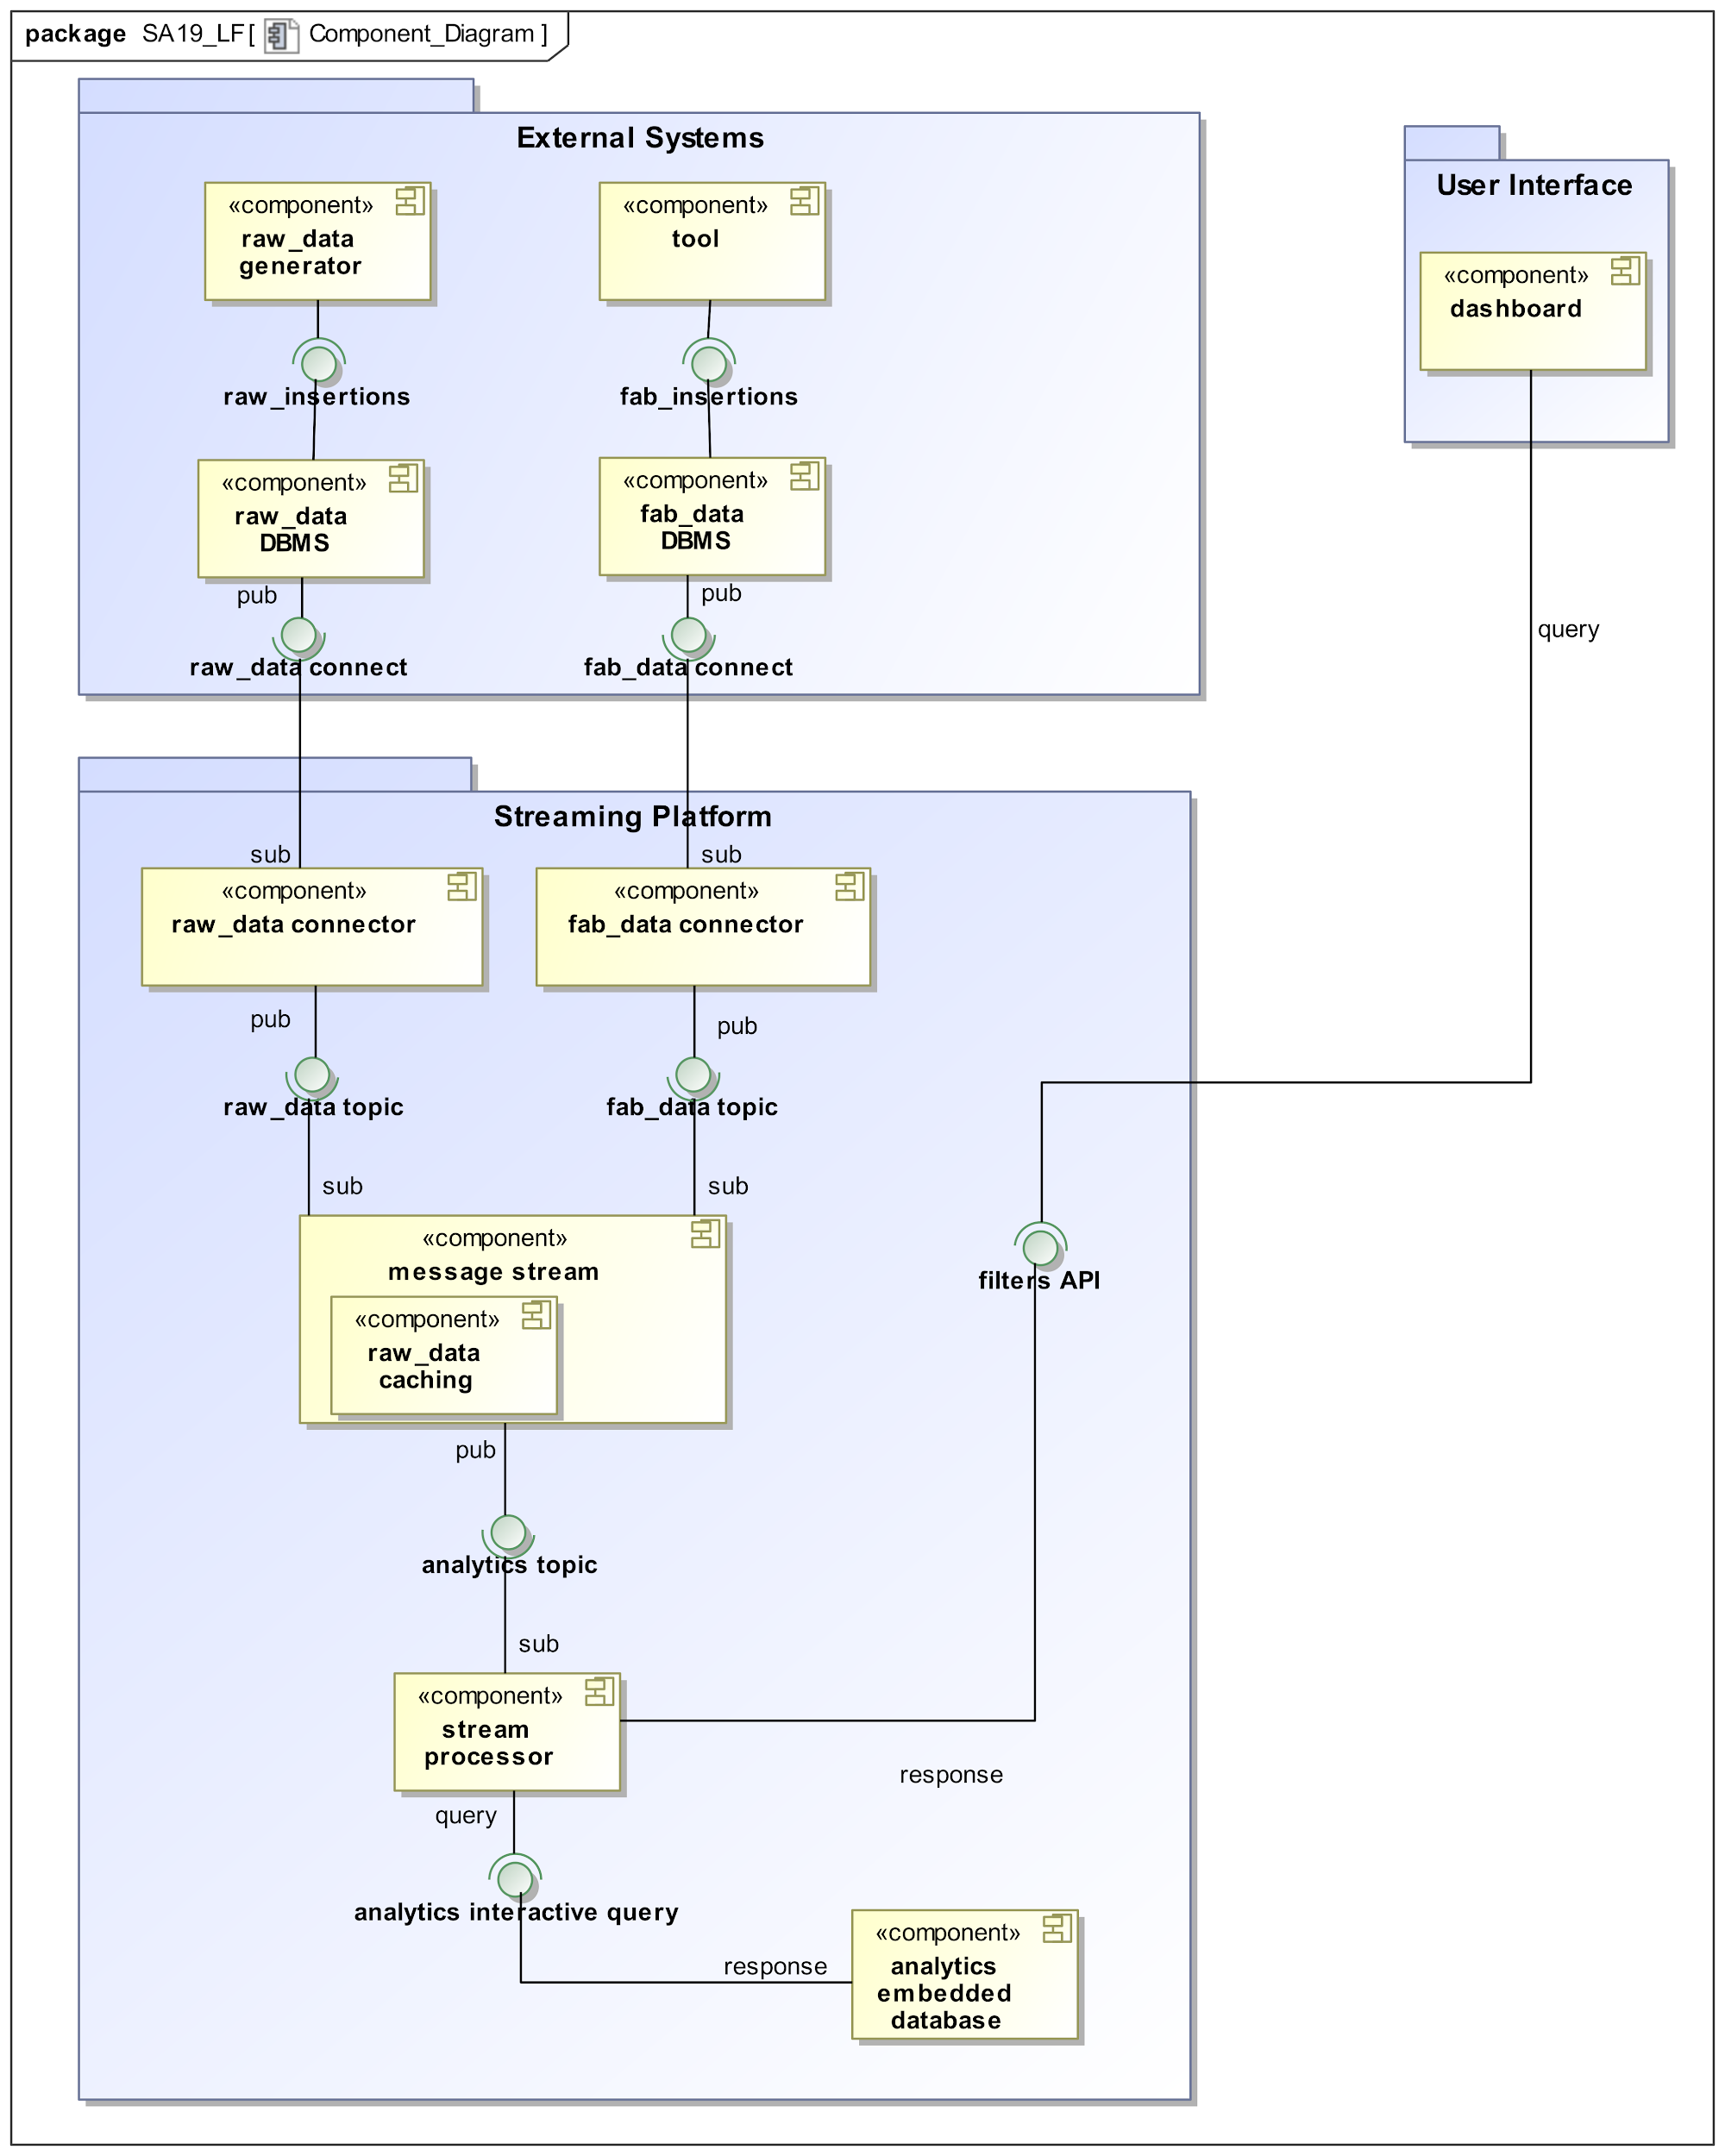 package SA19_LF[ Component_Diagram ]
External Systems
User Interface
«component»
raw_data
generator
«component»
tool
«component»
dashboard
raw_insertions
fab_insertions
«component»
raw_data
DBMS
«component»
fab_data
DBMS
pub
pub
query
raw_data connect
fab_data connect
Streaming Platform
sub
sub
«component»
raw_data connector
«component»
fab_data connector
pub
pub
raw_data topic
fab_data topic
sub
sub
«component»
message stream
«component»
raw_data
caching
filters API
pub
analytics topic
sub
«component»
stream
processor
response
query
analytics interactive query
response
«component»
analytics
embedded
database